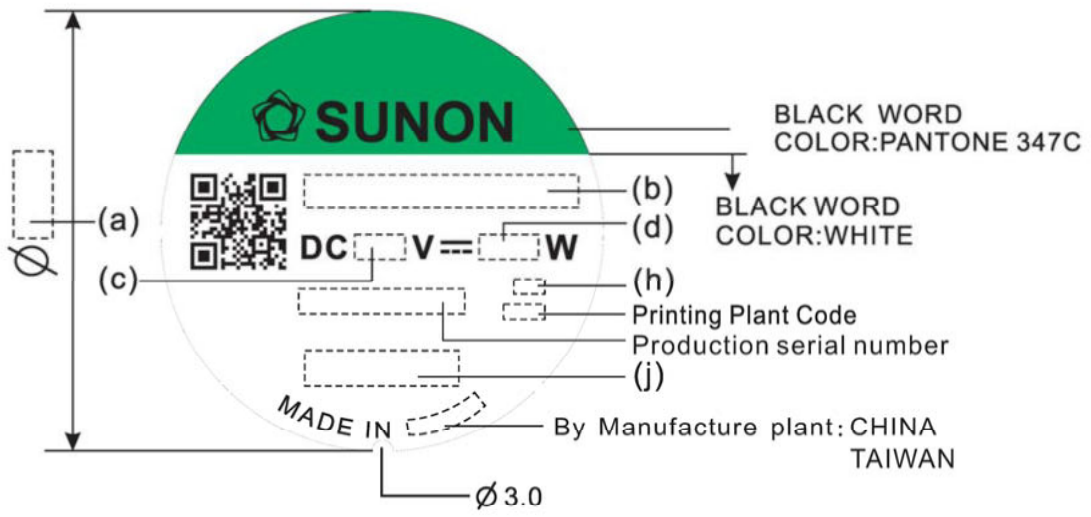 SUNON
BLACK WORD
COLOR:PANTONE 347C
(b)
(a)
(d)
BLACK WORD
COLOR:WHITE
DC V W
Ø
(c)
(h)
Printing Plant Code
Production serial number
(j)
MADE IN
By Manufacture plant: CHINA
TAIWAN
Ø 3.0